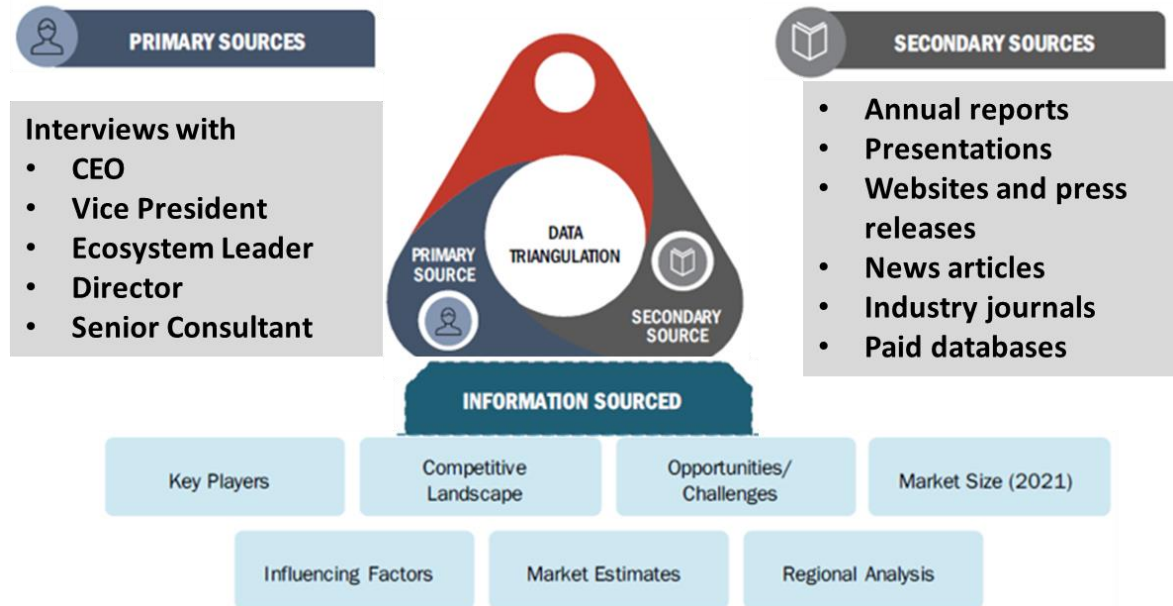 PRIMARY SOURCES
Interviews with
• CEO
• Vice President
• Ecosystem Leader
• Director
• Senior Consultant
DATA
TRIANGULATION
PRIMARY
SOURCE
SECONDARY
SOURCE
SECONDARY SOURCES
• Annual reports
• Presentations
• Websites and press
releases
• News articles
• Industry journals
• Paid databases
INFORMATION SOURCED
Key Players
Competitive
Landscape
Opportunities/
Challenges
Market Size (2021)
Influencing Factors
Market Estimates
Regional Analysis